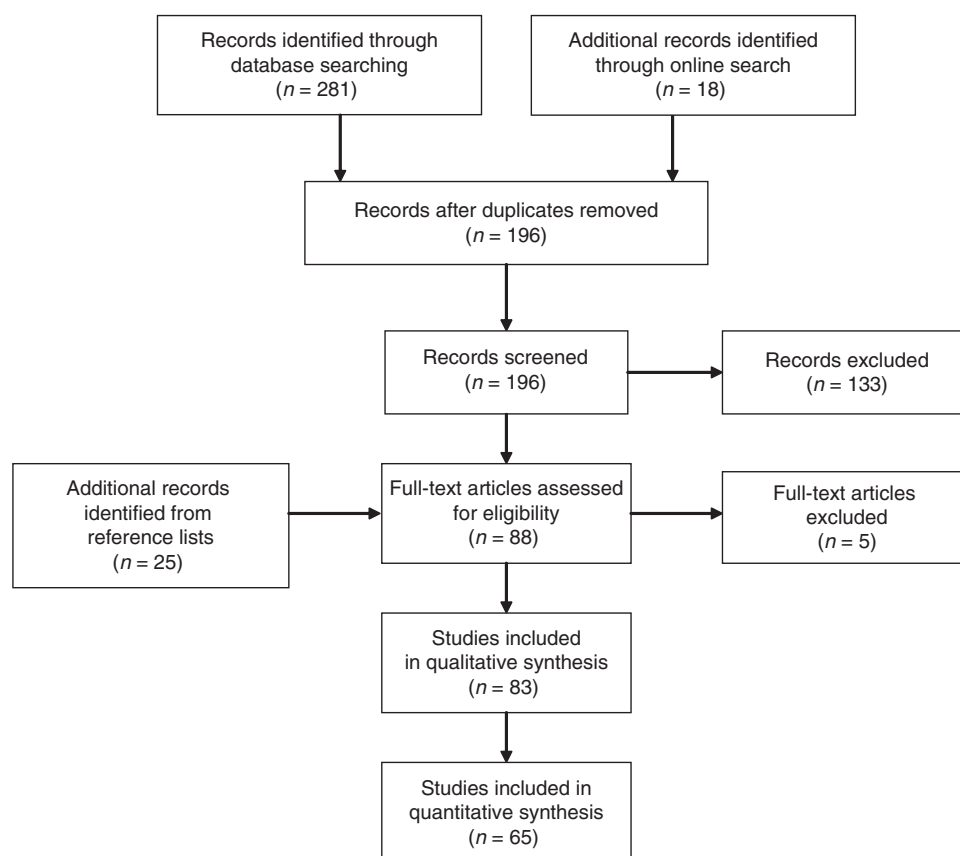 Records identified through
database searching
(n = 281)
Additional records identified
through online search
(n = 18)
Records after duplicates removed
(n = 196)
Records screened
(n = 196)
Records excluded
(n = 133)
Additional records
identified from
reference lists
(n = 25)
Full-text articles assessed
for eligibility
(n = 88)
Full-text articles
excluded
(n = 5)
Studies included
in qualitative synthesis
(n = 83)
Studies included in
quantitative synthesis
(n = 65)